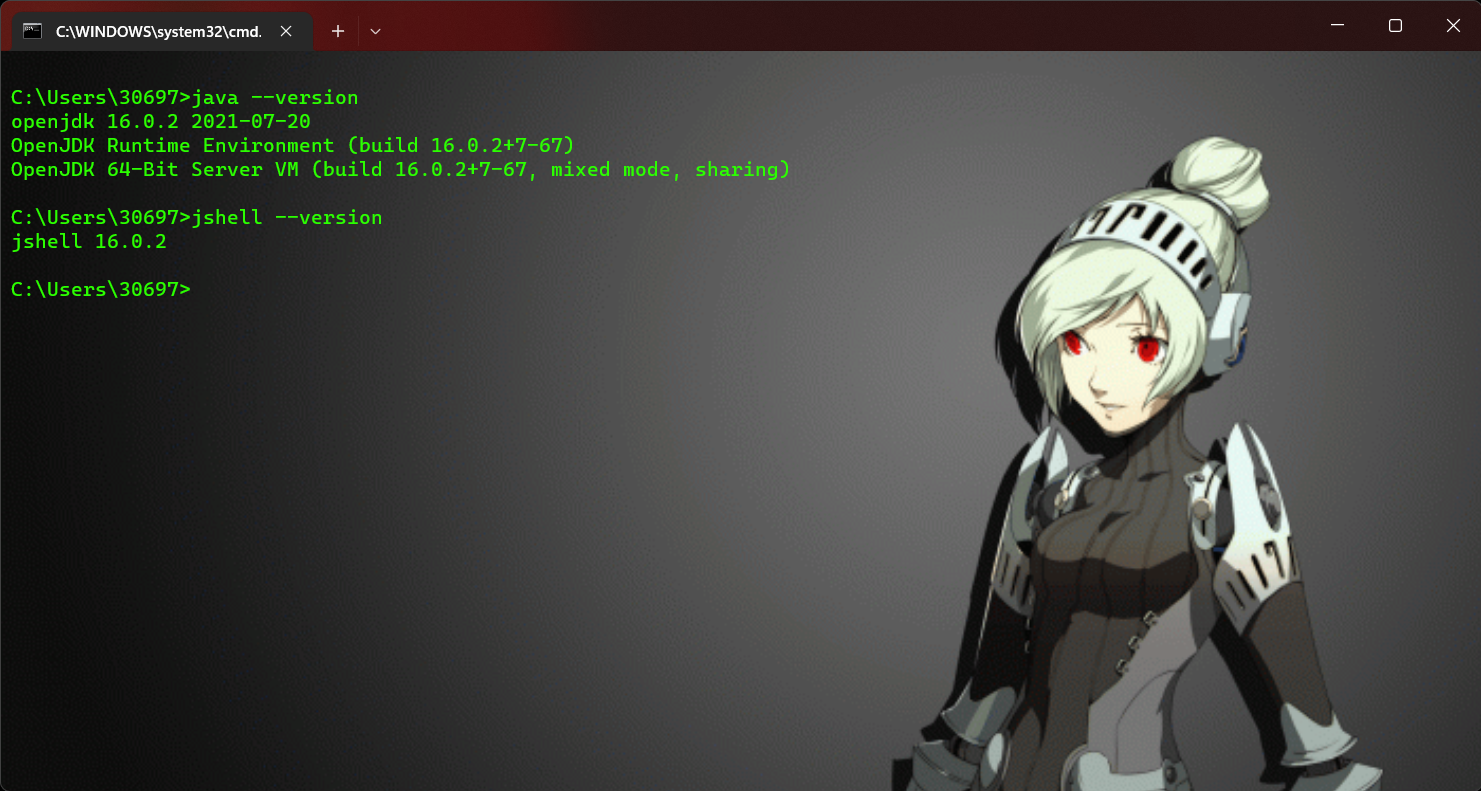 C:\WINDOWS\system32\cmd.
C:\Users\30697>java --version
openjdk 16.0.2 2021-07-20
OpenJDK Runtime Environment (build 16.0.2+7-67)
OpenJDK 64-Bit Server VM (build 16.0.2+7-67, mixed mode, sharing)
C:\Users\30697>jshell --version
jshell 16.0.2
C:\Users\30697>